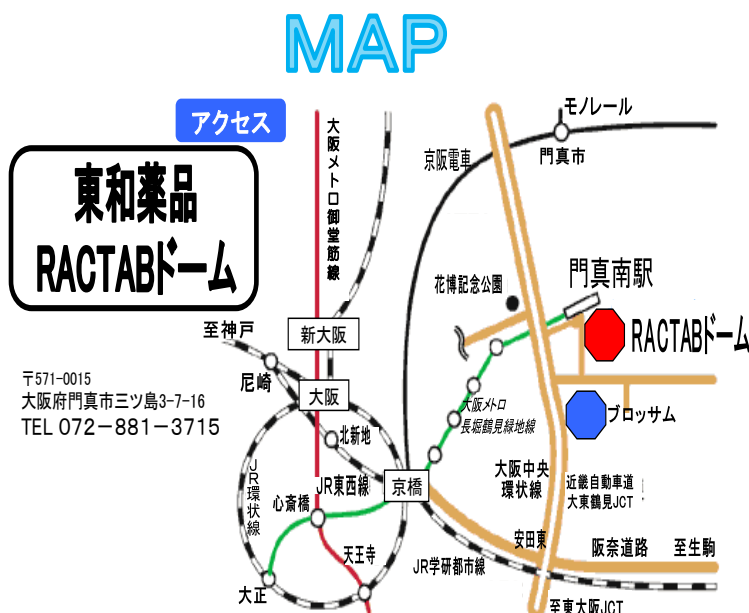 MAP
アクセス
東和薬品
RACTABドーム
〒571-0015
大阪府門真市三ツ島3-7-16
TEL 072-881-3715
大阪メトロ御堂筋線
モノレール
京阪電車
門真市
花博記念公園
門真南駅
RACTABドーム
至神戸
新大阪
尼崎
大阪
北新地
大阪メトロ
長堀鶴見緑地線
ブロッサム
JR環状線
心斎橋
JR東西線
京橋
大阪中央
環状線
近畿自動車道
大東鶴見JCT
天王寺
大正
JR学研都市線
安田東
阪奈道路
至生駒
至東大阪JCT